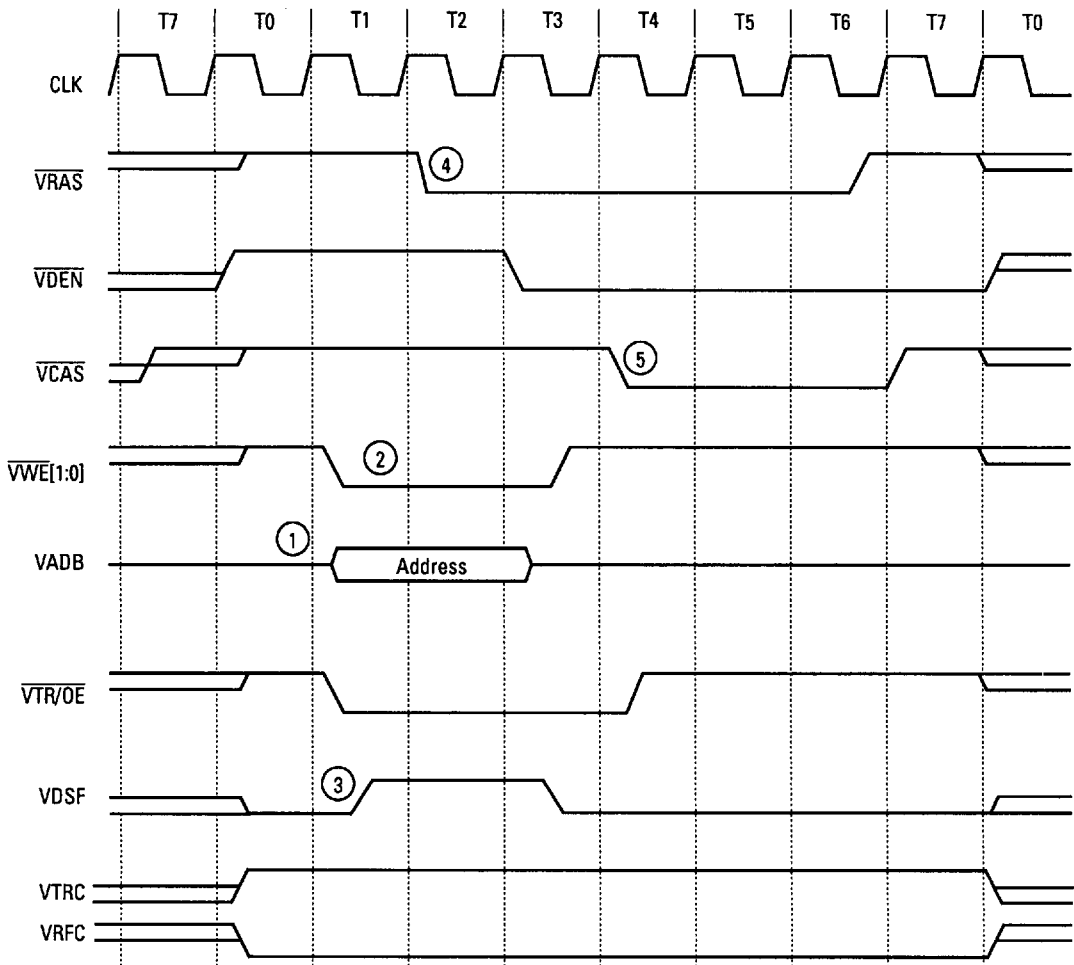 T7 T0 T1 T2 T3 T4 T5 T6 T7 T0
CLK
VRAS
4
VDEN
VCAS
5
VWE[1:0]
2
VADB
1
Address
VTR/OE
VDSF
3
VTRC
VRFC